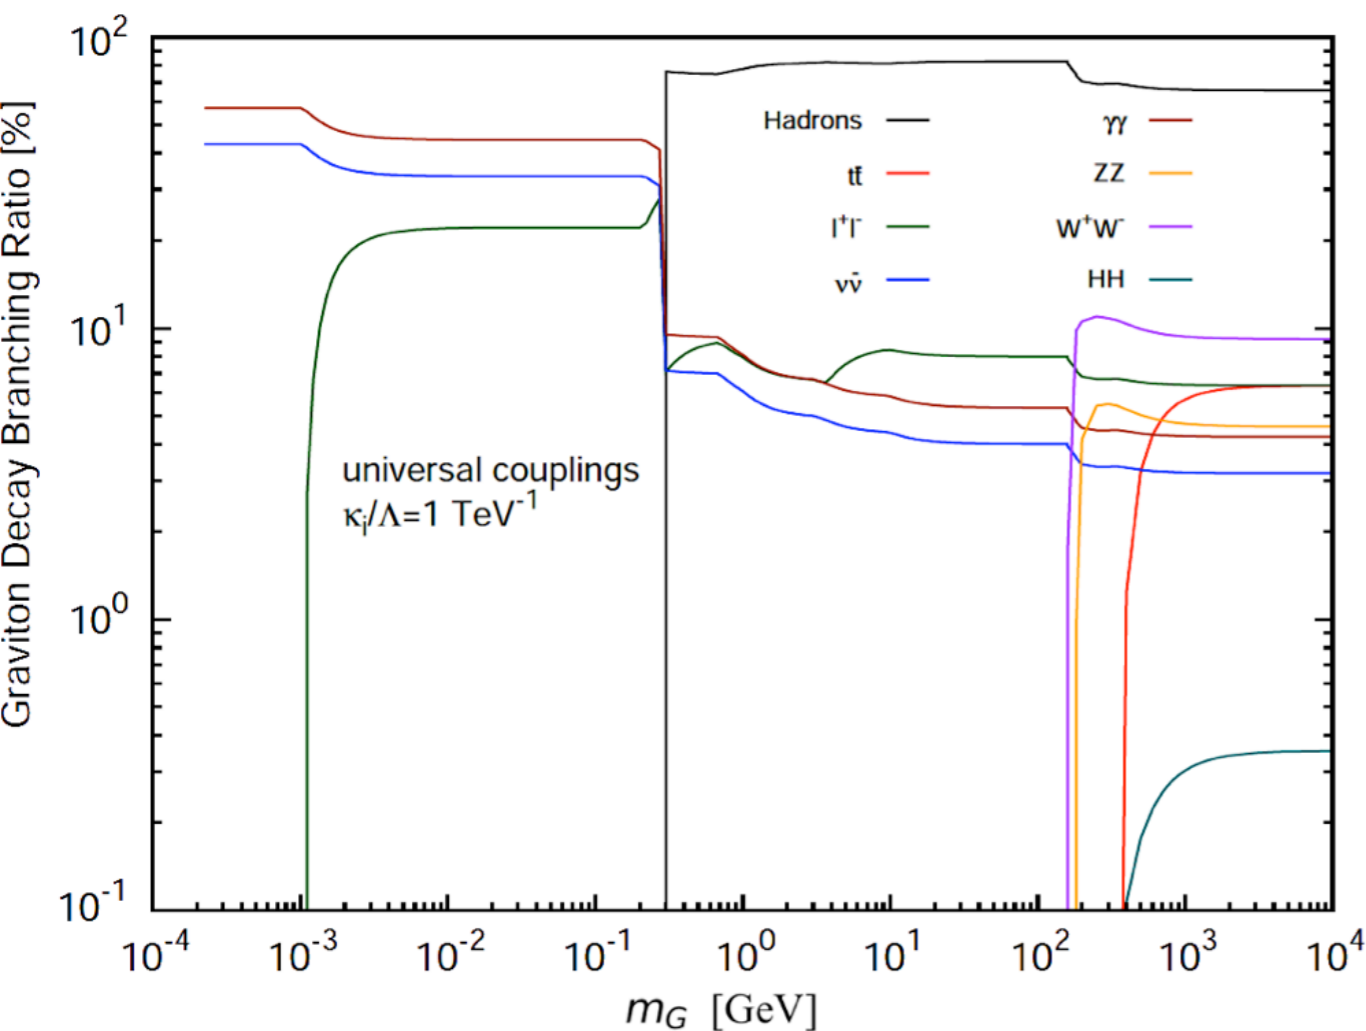 Graviton Decay Branching Ratio [%]
10²
10¹
10⁰
10⁻¹
Hadrons
tt̄
l⁺l⁻
νν̄
γγ
ZZ
W⁺W⁻
HH
universal couplings
κᵢ/Λ=1 TeV⁻¹
10⁻⁴ 10⁻³ 10⁻² 10⁻¹ 10⁰ 10¹ 10² 10³ 10⁴
m_G [GeV]